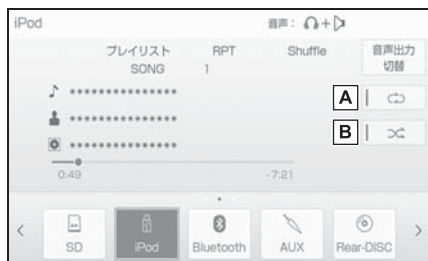 iPod
音声: +
プレイリスト RPT Shuffle 音声出力切替
SONG 1
***************
A
***************
B
***************
0:49 -7:21
< SD iPod Bluetooth AUX Rear-DISC >